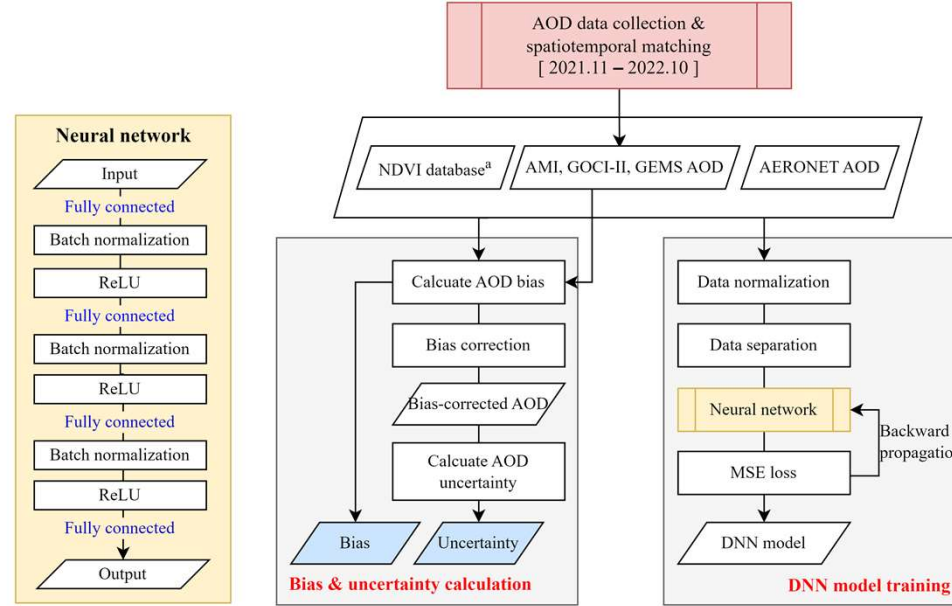 AOD data collection &
spatiotemporal matching
[ 2021.11 – 2022.10 ]
Neural network
Input
Fully connected
Batch normalization
ReLU
Fully connected
Batch normalization
ReLU
Fully connected
Batch normalization
ReLU
Fully connected
Output
NDVI databaseᵃ
AMI, GOCI-II, GEMS AOD
AERONET AOD
Calcuate AOD bias
Bias correction
Bias-corrected AOD
Calcuate AOD
uncertainty
Bias
Uncertainty
Bias & uncertainty calculation
Data normalization
Data separation
Neural network
Backward
propagatio
MSE loss
DNN model
DNN model training